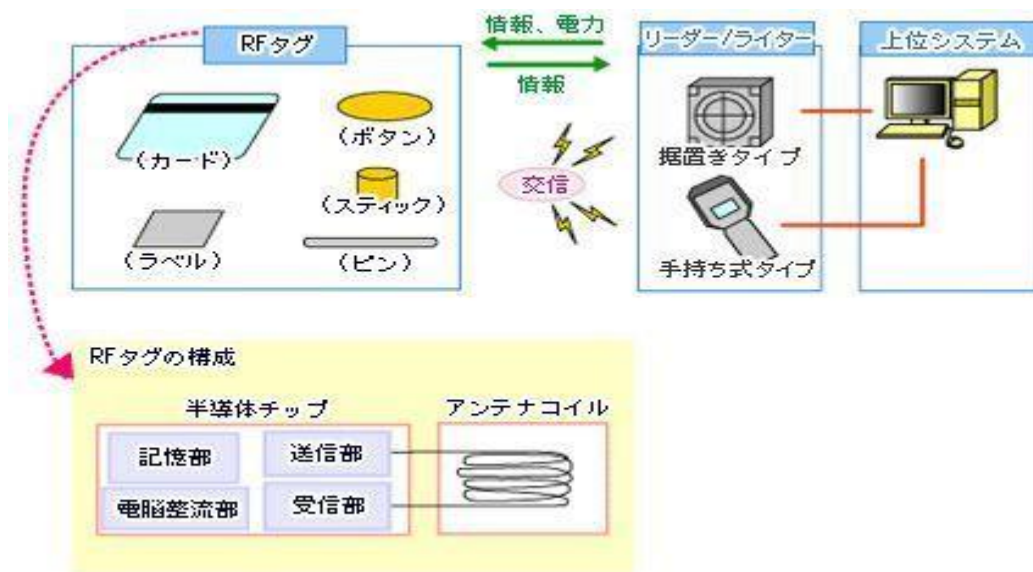 RFタグ
情報、電力
情報
リーダー/ライター
上位システム
(カード)
(ボタン)
(スティック)
(ラベル)
(ピン)
交信
据置きタイプ
手持ち式タイプ
RFタグの構成
半導体チップ
アンテナコイル
記憶部
送信部
電脳整流部
受信部